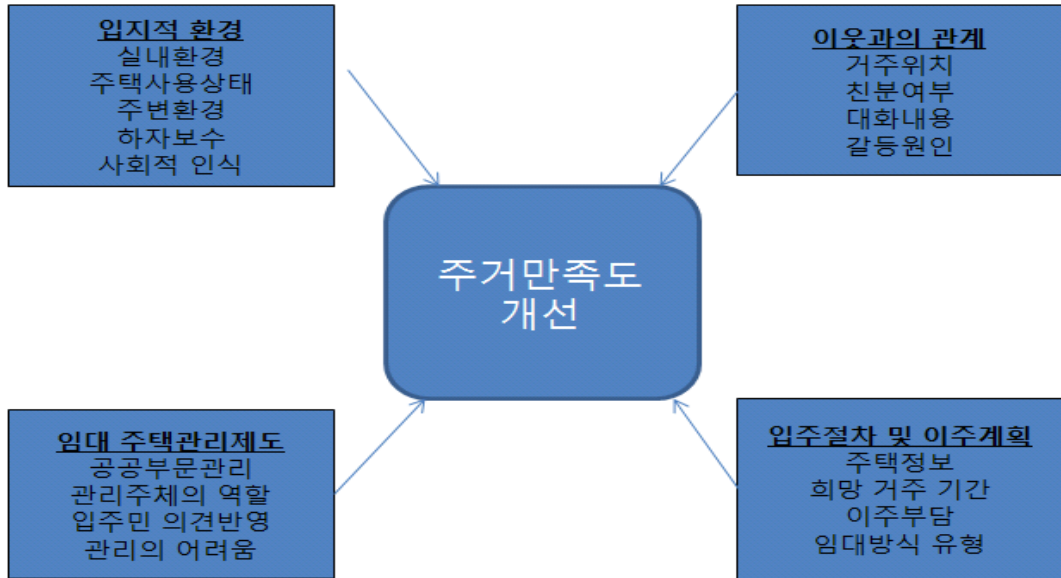 입지적 환경
실내환경
주택사용상태
주변환경
하자보수
사회적 인식
이웃과의 관계
거주위치
친분여부
대화내용
갈등원인
주거만족도
개선
임대 주택관리제도
공공부문관리
관리주체의 역할
입주민 의견반영
관리의 어려움
입주절차 및 이주계획
주택정보
희망 거주 기간
이주부담
임대방식 유형